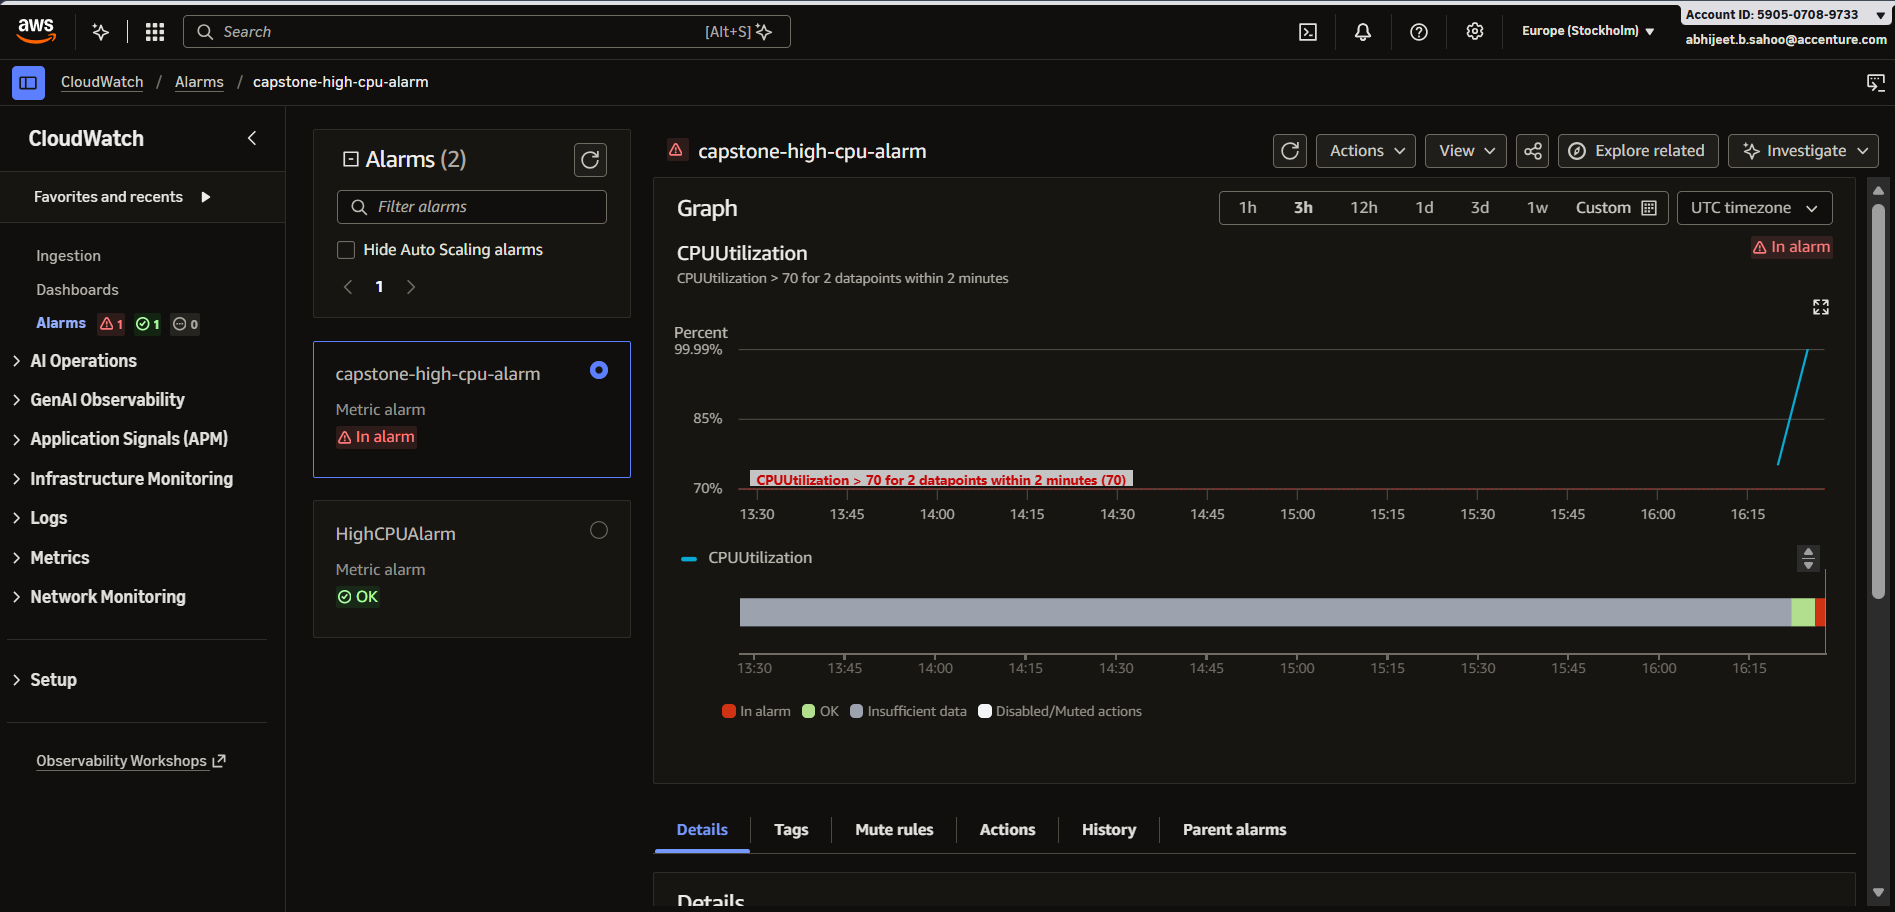 aws
Search
[Alt+S]
Europe (Stockholm)
Account ID: 5905-0708-9733
abhijeet.b.sahoo@accenture.com
CloudWatch / Alarms / capstone-high-cpu-alarm
CloudWatch
Favorites and recents
Ingestion
Dashboards
Alarms 1 1 0
AI Operations
GenAI Observability
Application Signals (APM)
Infrastructure Monitoring
Logs
Metrics
Network Monitoring
Setup
Observability Workshops
Alarms (2)
Filter alarms
Hide Auto Scaling alarms
1
capstone-high-cpu-alarm
Metric alarm
In alarm
HighCPUAlarm
Metric alarm
OK
capstone-high-cpu-alarm
Actions
View
Explore related
Investigate
Graph
1h 3h 12h 1d 3d 1w Custom
UTC timezone
CPUUtilization
In alarm
CPUUtilization > 70 for 2 datapoints within 2 minutes
Percent
99.99%
85%
70%
CPUUtilization > 70 for 2 datapoints within 2 minutes (70)
13:30 13:45 14:00 14:15 14:30 14:45 15:00 15:15 15:30 15:45 16:00 16:15
CPUUtilization
13:30 13:45 14:00 14:15 14:30 14:45 15:00 15:15 15:30 15:45 16:00 16:15
In alarm OK Insufficient data Disabled/Muted actions
Details Tags Mute rules Actions History Parent alarms
Details